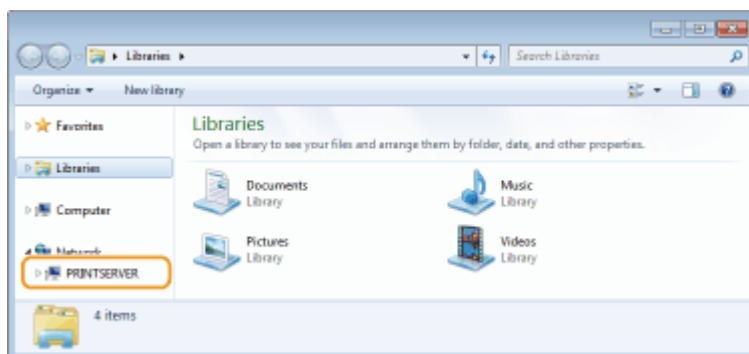 Libraries
Search Libraries
Organize
New library
Favorites
Libraries
Computer
Network
PRINTSERVER
Libraries
Open a library to see your files and arrange them by folder, date, and other properties.
Documents
Library
Music
Library
Pictures
Library
Videos
Library
4 items